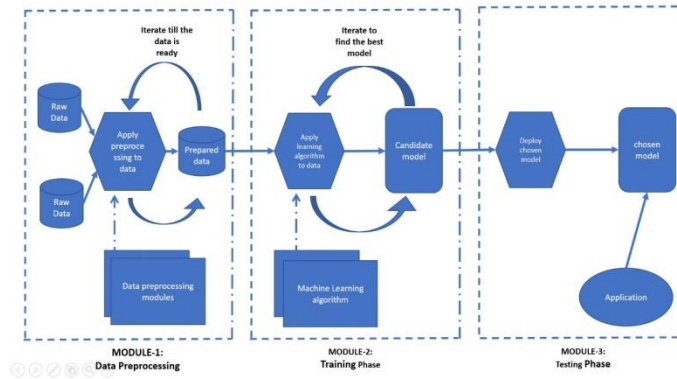 Iterate till the
data is
ready
Raw
Data
Raw
Data
Apply
preproce
ssing to
data
Prepared
data
Data preprocessing
modules
MODULE-1:
Data Preprocessing
Iterate to
find the best
model
Apply
learning
algorithm
to data
Candidate
model
Machine Learning
algorithm
MODULE-2:
Training Phase
Deploy
chosen
model
chosen
model
Application
MODULE-3:
Testing Phase